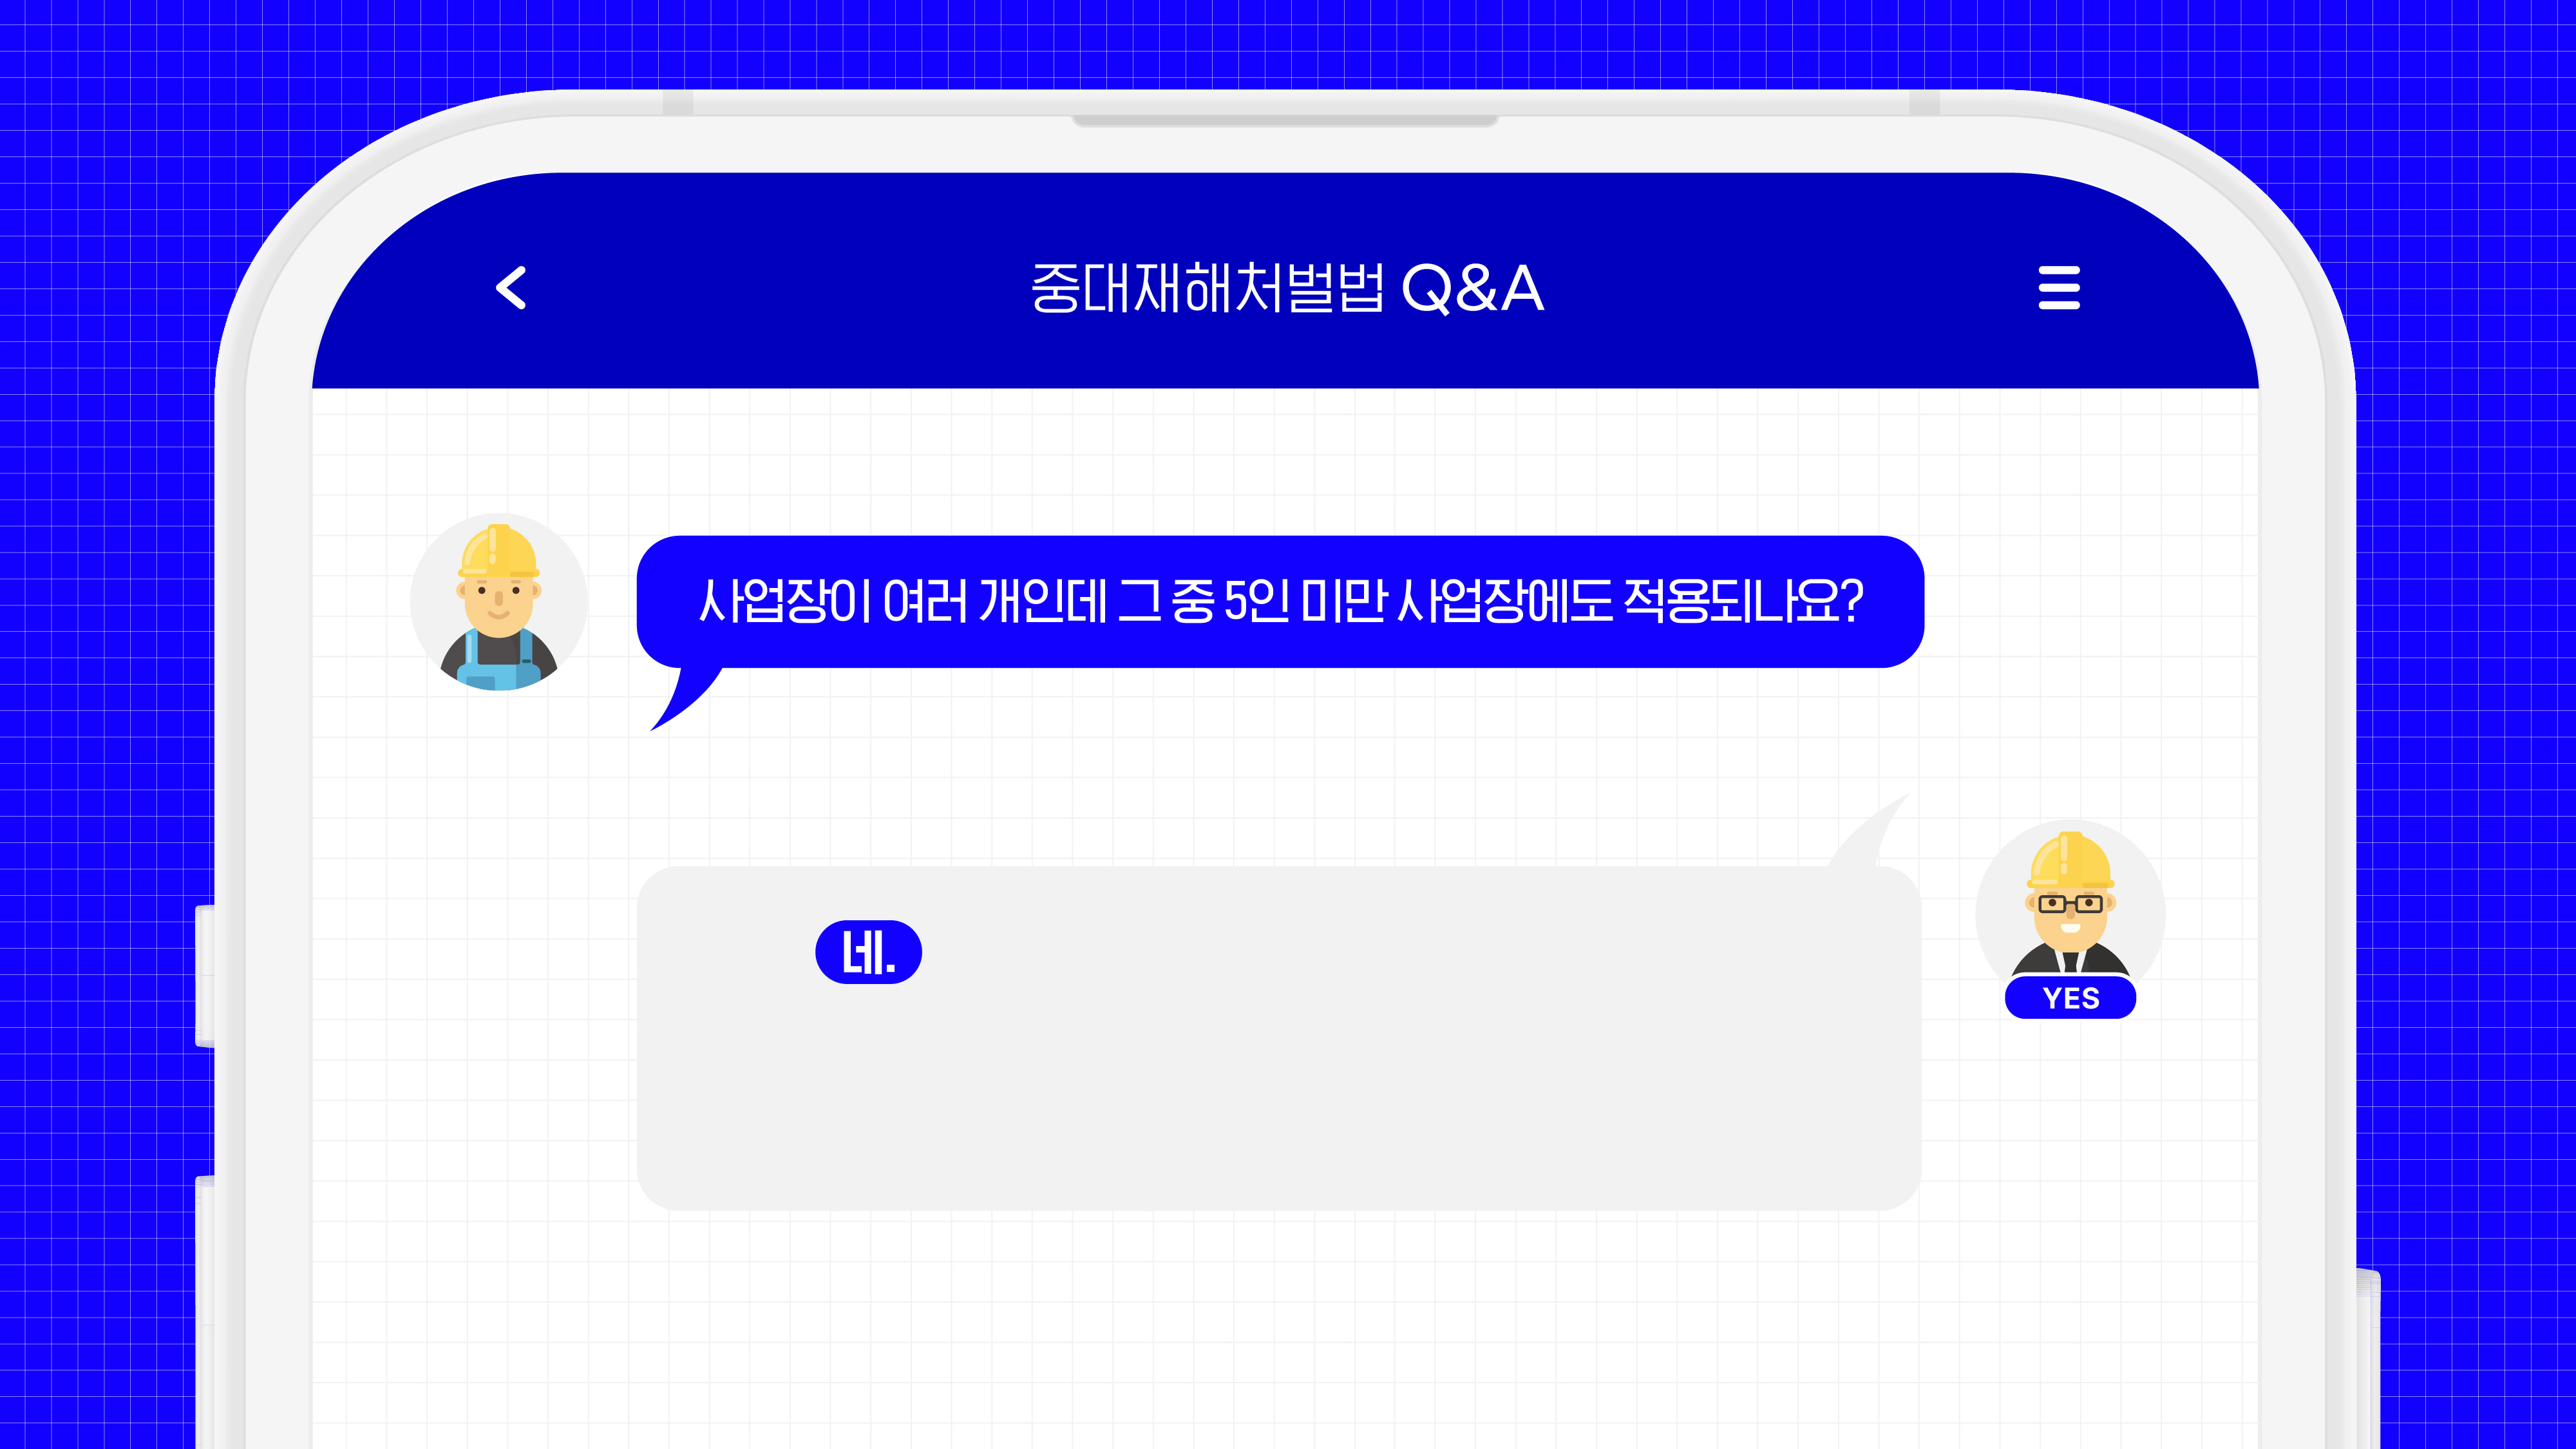 중대재해처벌법 Q&A
사업장이 여러 개인데 그 중 5인 미만 사업장에도 적용되나요?
네.
YES